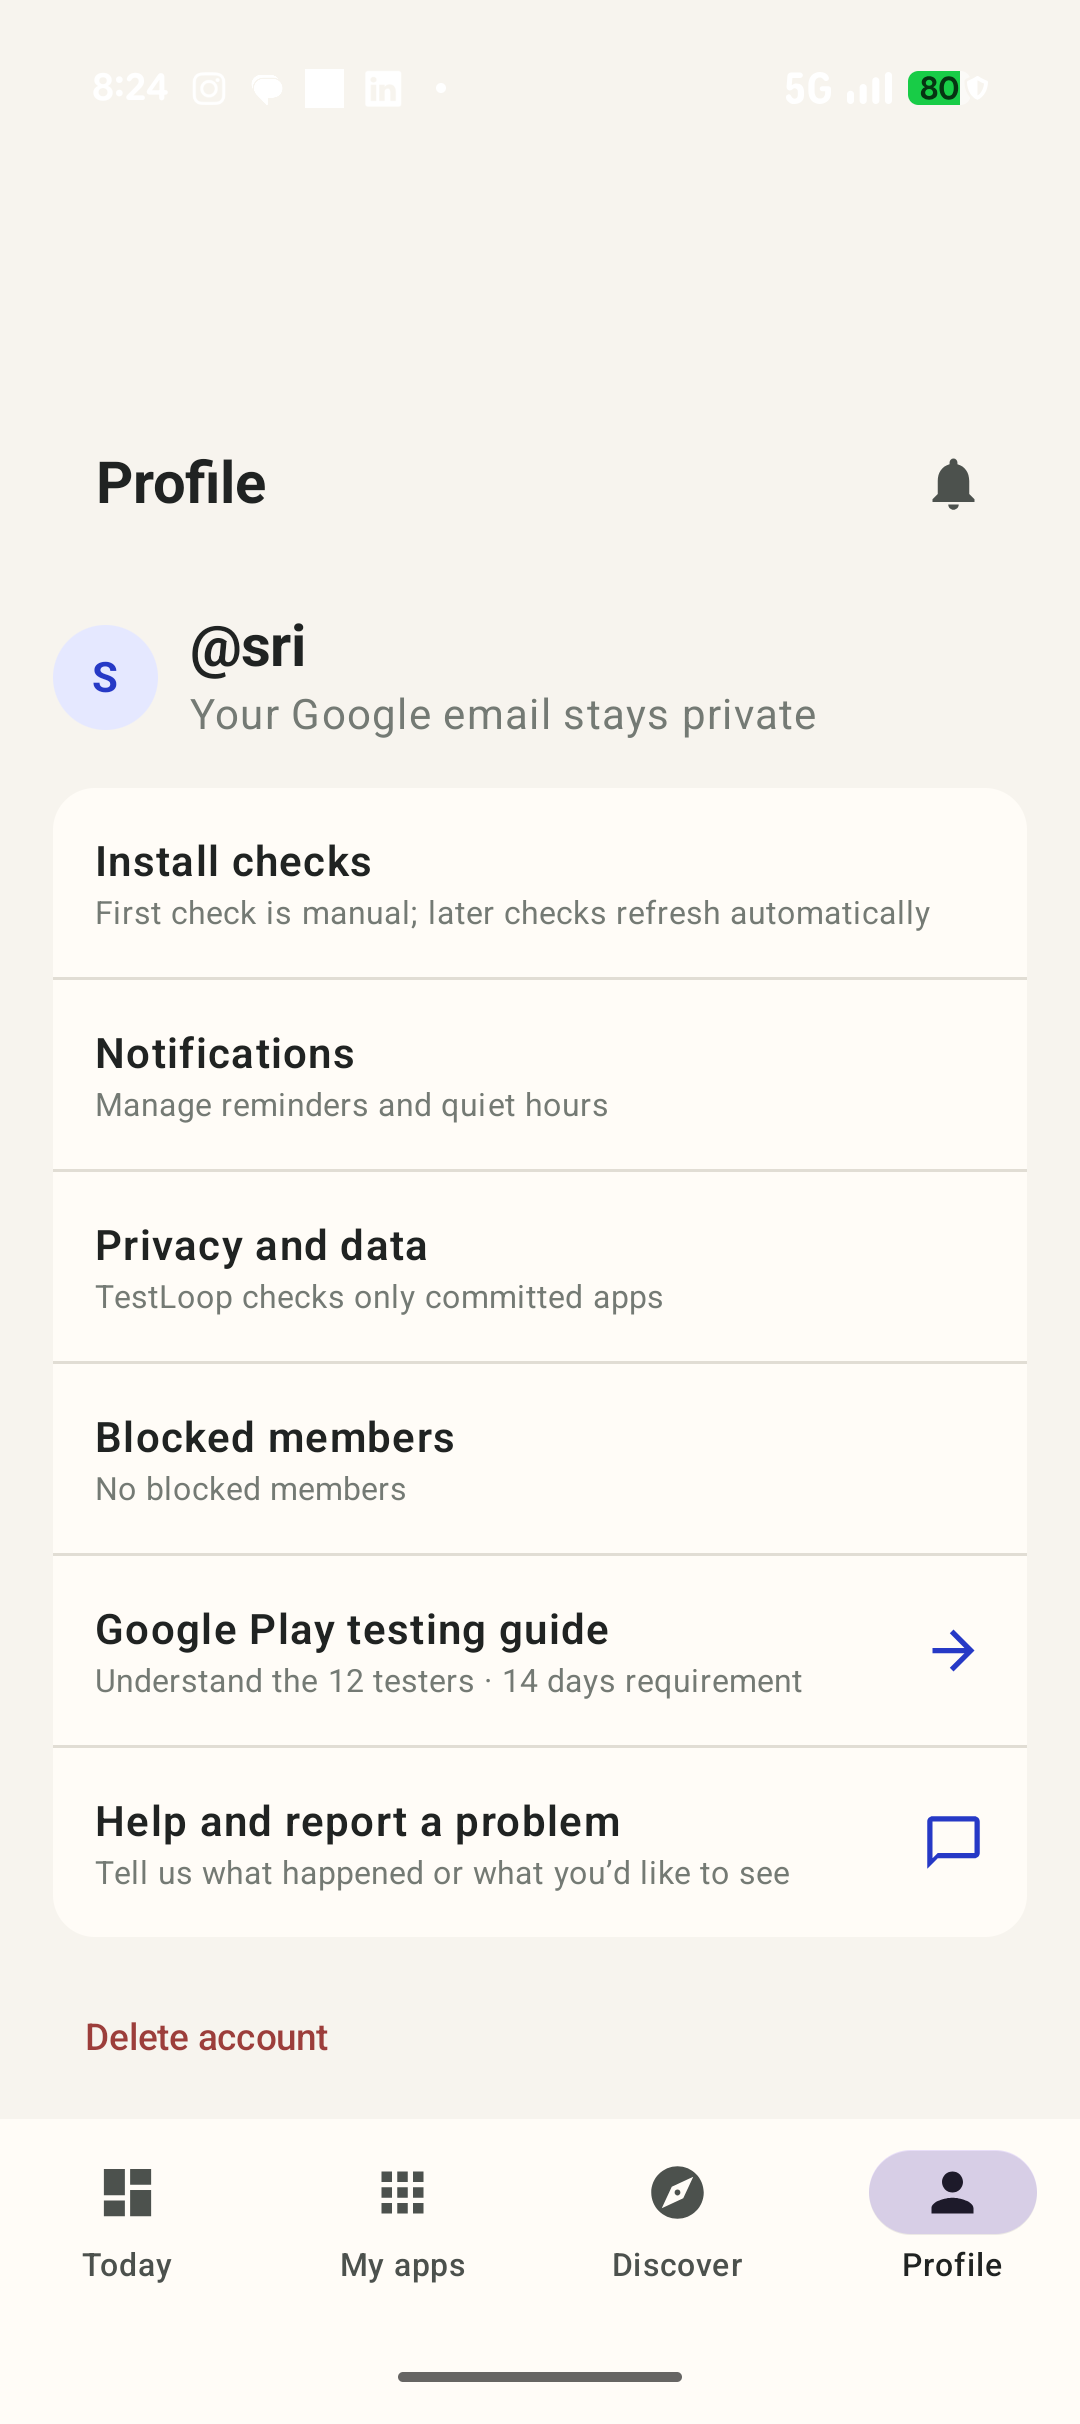 8:24
in
5G
80
Profile
S
@sri
Your Google email stays private
Install checks
First check is manual; later checks refresh automatically
Notifications
Manage reminders and quiet hours
Privacy and data
TestLoop checks only committed apps
Blocked members
No blocked members
Google Play testing guide
Understand the 12 testers · 14 days requirement
Help and report a problem
Tell us what happened or what you’d like to see
Delete account
Today
My apps
Discover
Profile